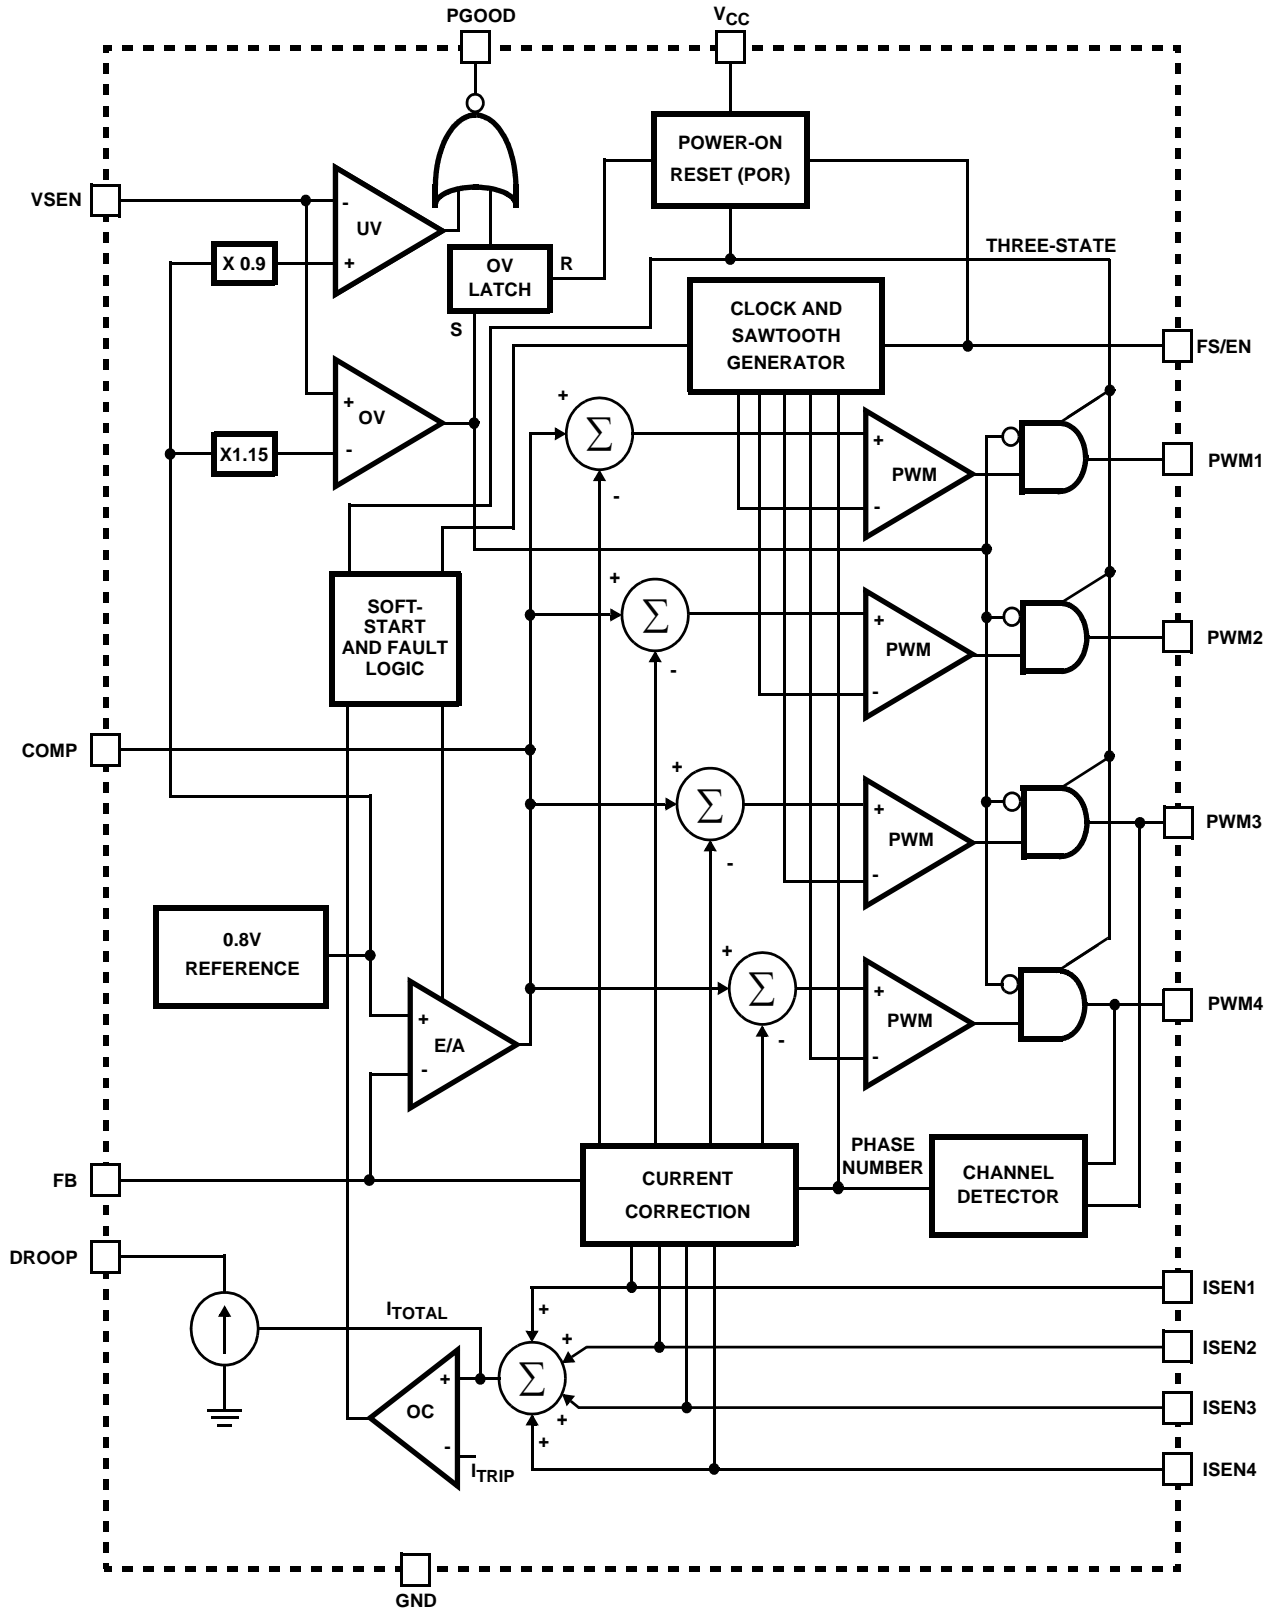 PGOOD
VCC
POWER-ON
RESET (POR)
VSEN
-
UV
+
X 0.9
OV
LATCH
R
S
THREE-STATE
CLOCK AND
SAWTOOTH
GENERATOR
FS/EN
+
OV
-
X1.15
+
Σ
-
+
PWM
-
PWM1
SOFT-
START
AND FAULT
LOGIC
+
Σ
-
+
PWM
-
PWM2
COMP
+
Σ
-
+
PWM
-
PWM3
0.8V
REFERENCE
+
E/A
-
+
Σ
-
+
PWM
-
PWM4
FB
CURRENT
CORRECTION
PHASE
NUMBER
CHANNEL
DETECTOR
DROOP
ISEN1
ITOTAL
+
+
ISEN2
Σ
+
OC
-
ITRIP
+
+
ISEN3
ISEN4
GND